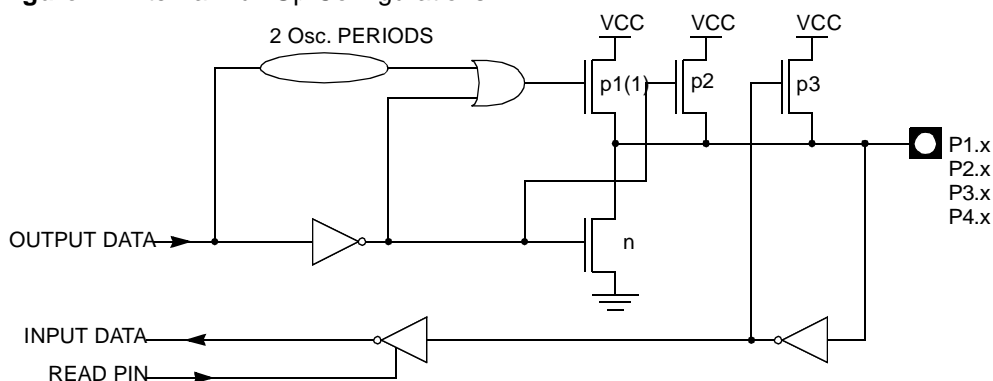 2 Osc. PERIODS
VCC
VCC
VCC
p1(1)
p2
p3
P1.x
P2.x
P3.x
P4.x
OUTPUT DATA
n
INPUT DATA
READ PIN